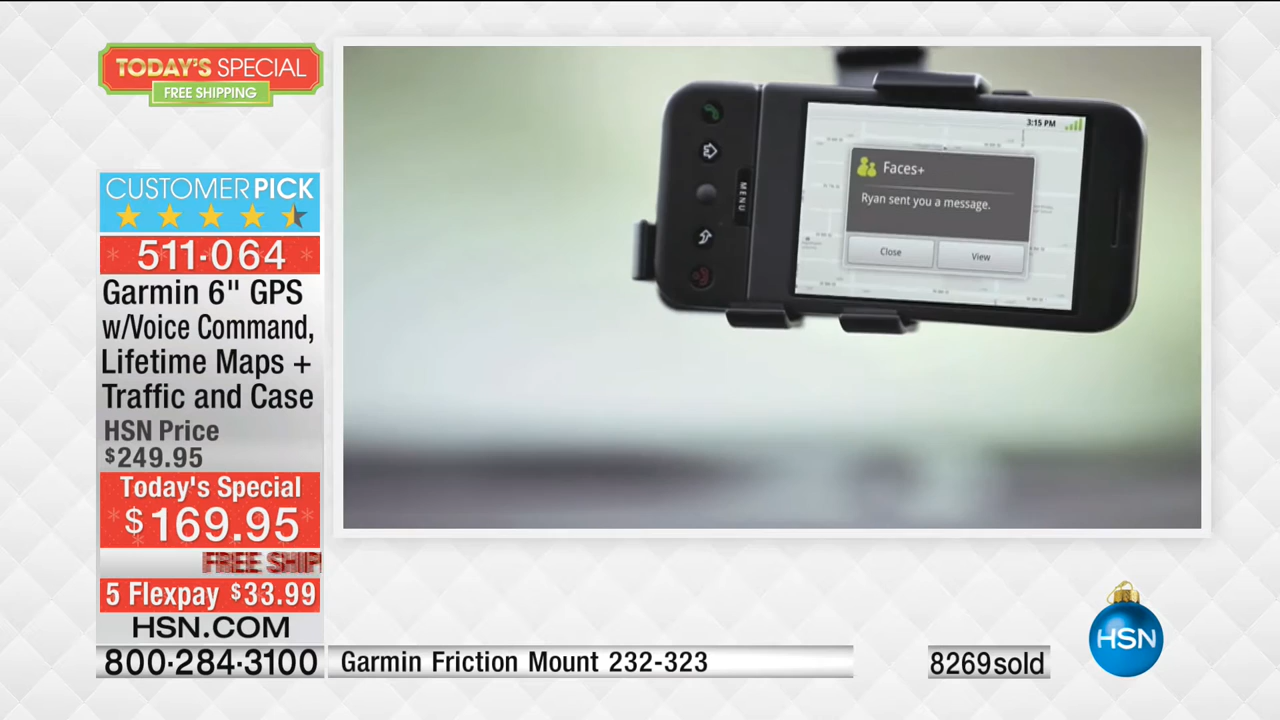 TODAY'S SPECIAL
FREE SHIPPING
CUSTOMER PICK
511-064
Garmin 6" GPS
w/Voice Command,
Lifetime Maps +
Traffic and Case
HSN Price
$249.95
Today's Special
$169.95
FREE SHIP
5 Flexpay $33.99
HSN.COM
800-284-3100
MENU
3:15 PM
Faces+
Ryan sent you a message.
Close
View
Garmin Friction Mount 232-323
8269 sold
HSN